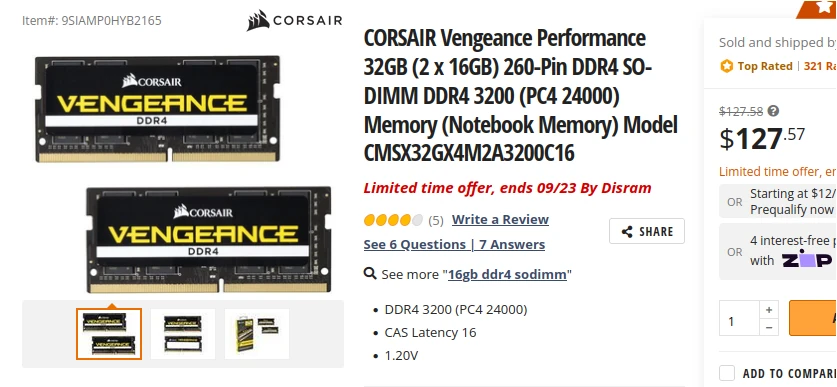 Item#: 9SIAMP0HYB2165
CORSAIR
CORSAIR
VENGEANCE
DDR4
CORSAIR
VENGEANCE
DDR4
CORSAIR Vengeance Performance
32GB (2 x 16GB) 260-Pin DDR4 SO-
DIMM DDR4 3200 (PC4 24000)
Memory (Notebook Memory) Model
CMSX32GX4M2A3200C16
Limited time offer, ends 09/23 By Disram
(5) Write a Review
See 6 Questions | 7 Answers
SHARE
See more "16gb ddr4 sodimm"
• DDR4 3200 (PC4 24000)
• CAS Latency 16
• 1.20V
Sold and shipped by
Top Rated | 321 Ra
$127.58
$127.57
Limited time offer, en
OR
Starting at $12/
Prequalify now
OR
4 interest-free p
with ZIP
1
+
−
ADD TO COMPAR